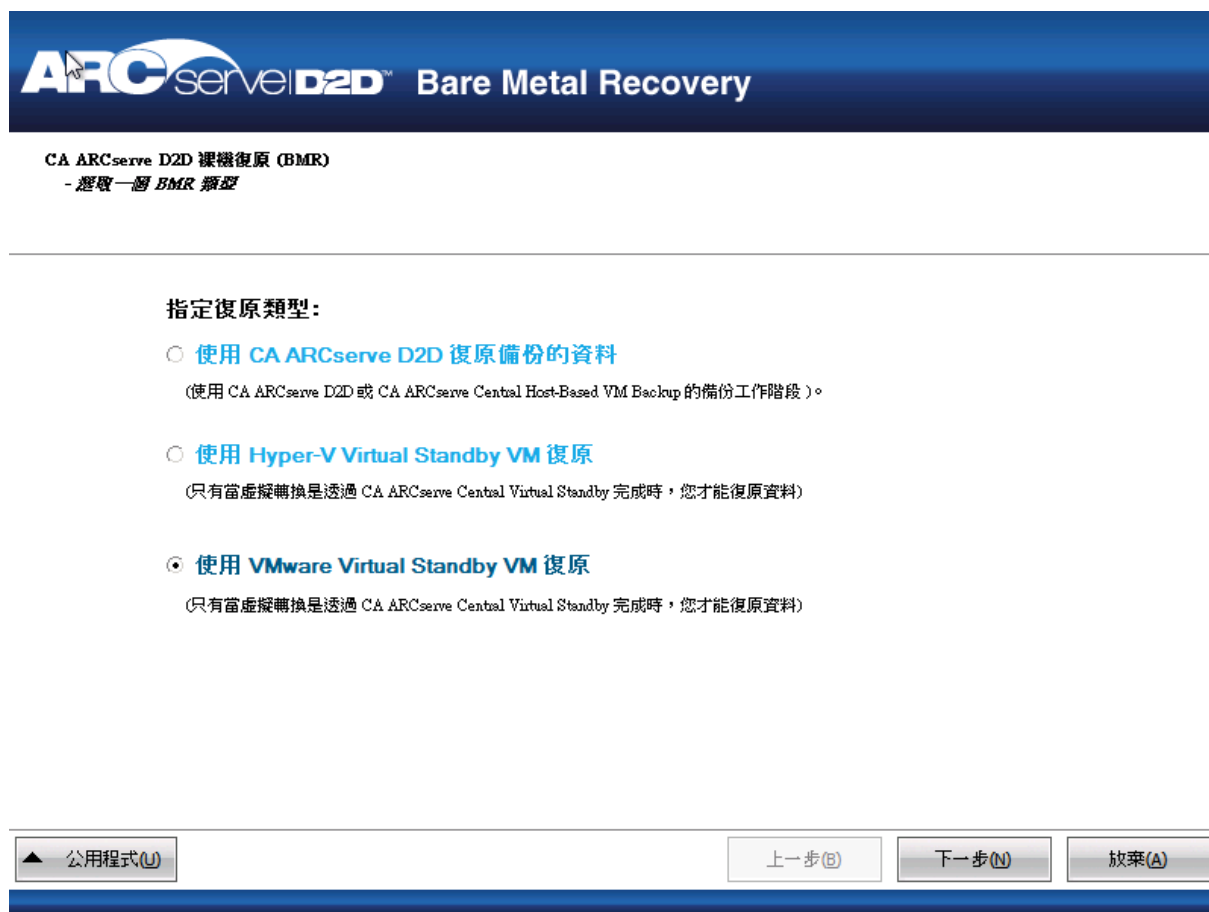 ARCserve D2D™ Bare Metal Recovery
CA ARCserve D2D 裸機復原 (BMR)
- 選取一個 BMR 類型
指定復原類型:
使用 CA ARCserve D2D 復原備份的資料
(使用 CA ARCserve D2D 或 CA ARCserve Central Host-Based VM Backup 的備份工作階段 )。
使用 Hyper-V Virtual Standby VM 復原
(只有當虛擬轉換是透過 CA ARCserve Central Virtual Standby 完成時，您才能復原資料)
使用 VMware Virtual Standby VM 復原
(只有當虛擬轉換是透過 CA ARCserve Central Virtual Standby 完成時，您才能復原資料)
公用程式(U) 上一步(B) 下一步(N) 放棄(A)